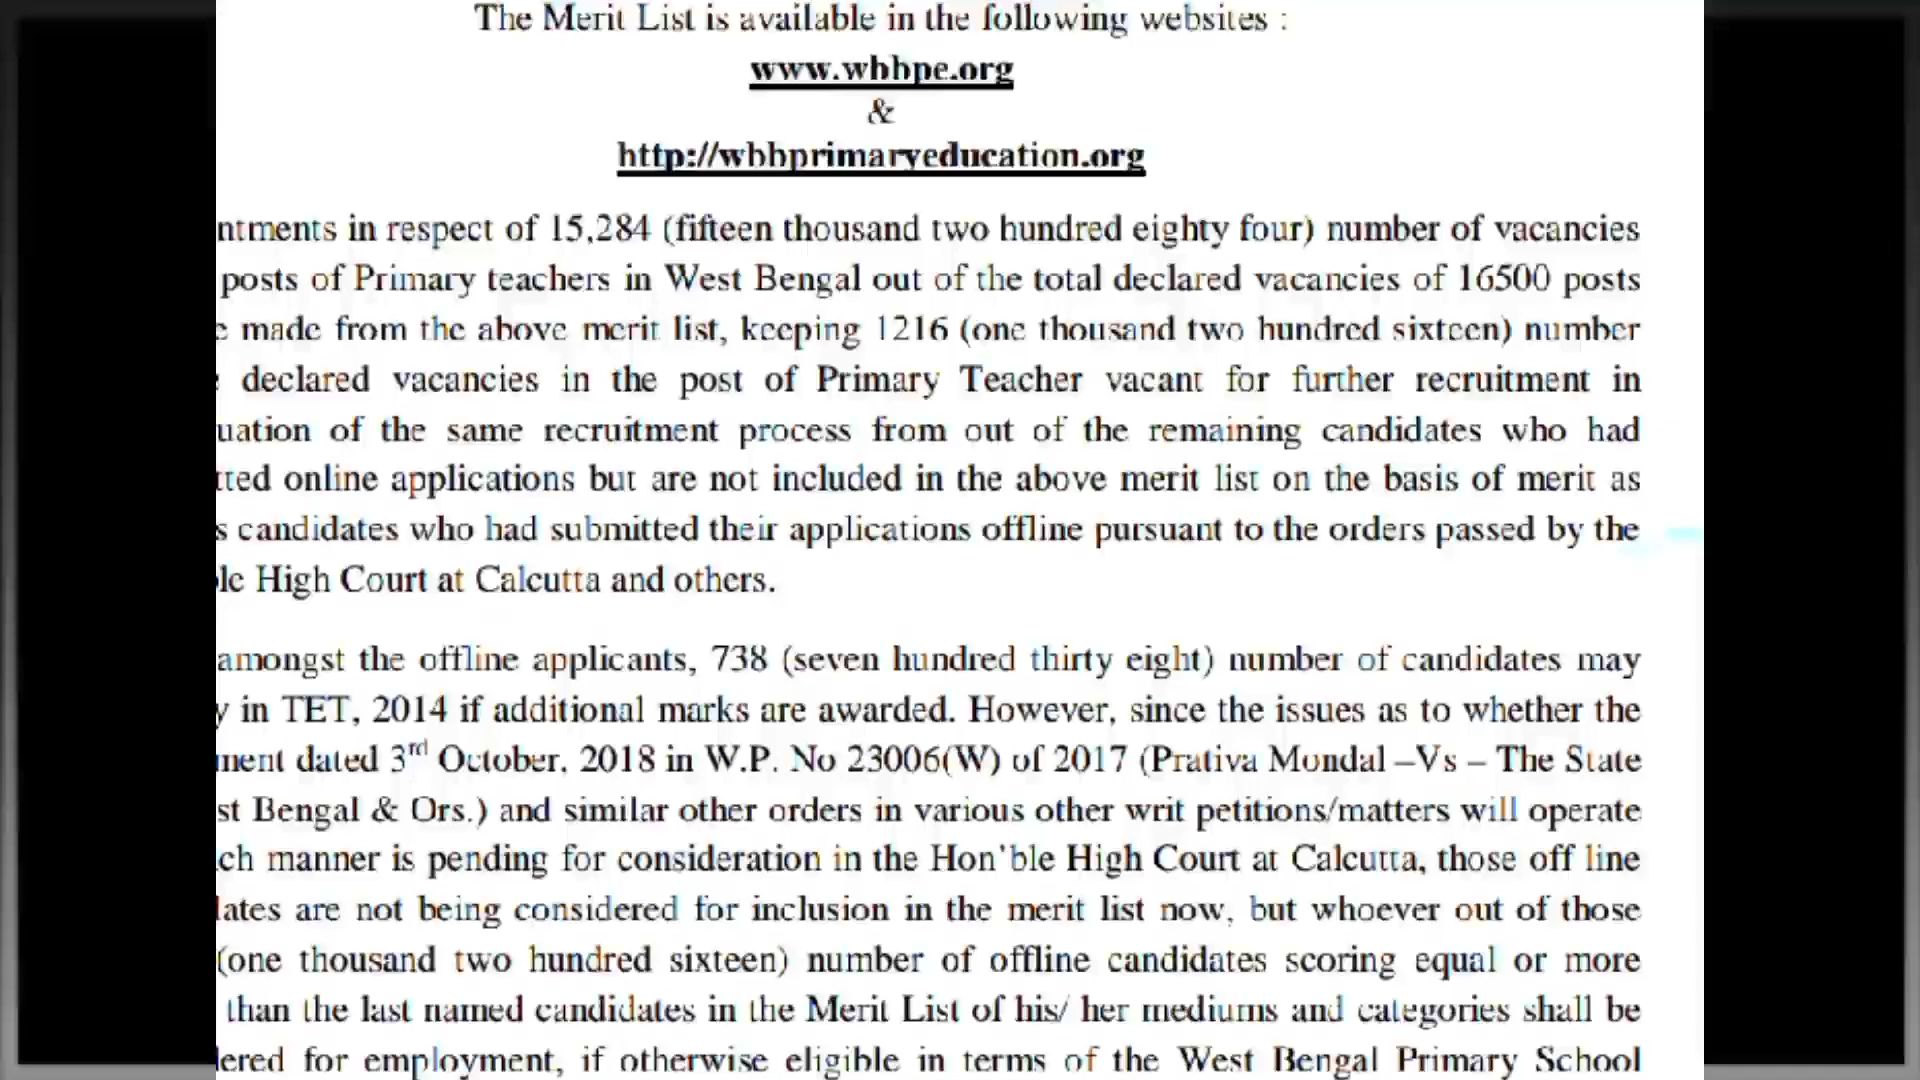 The Merit List is available in the following websites :
www.wbbpe.org
&
http://wbbprimaryeducation.org
ntments in respect of 15,284 (fifteen thousand two hundred eighty four) number of vacancies
posts of Primary teachers in West Bengal out of the total declared vacancies of 16500 posts
made from the above merit list, keeping 1216 (one thousand two hundred sixteen) number
declared vacancies in the post of Primary Teacher vacant for further recruitment in
uation of the same recruitment process from out of the remaining candidates who had
tted online applications but are not included in the above merit list on the basis of merit as
s candidates who had submitted their applications offline pursuant to the orders passed by the
le High Court at Calcutta and others.
amongst the offline applicants, 738 (seven hundred thirty eight) number of candidates may
y in TET, 2014 if additional marks are awarded. However, since the issues as to whether the
ment dated 3rd October, 2018 in W.P. No 23006(W) of 2017 (Prativa Mondal –Vs – The State
st Bengal & Ors.) and similar other orders in various other writ petitions/matters will operate
ch manner is pending for consideration in the Hon'ble High Court at Calcutta, those off line
lates are not being considered for inclusion in the merit list now, but whoever out of those
(one thousand two hundred sixteen) number of offline candidates scoring equal or more
than the last named candidates in the Merit List of his/ her mediums and categories shall be
ered for employment, if otherwise eligible in terms of the West Bengal Primary School